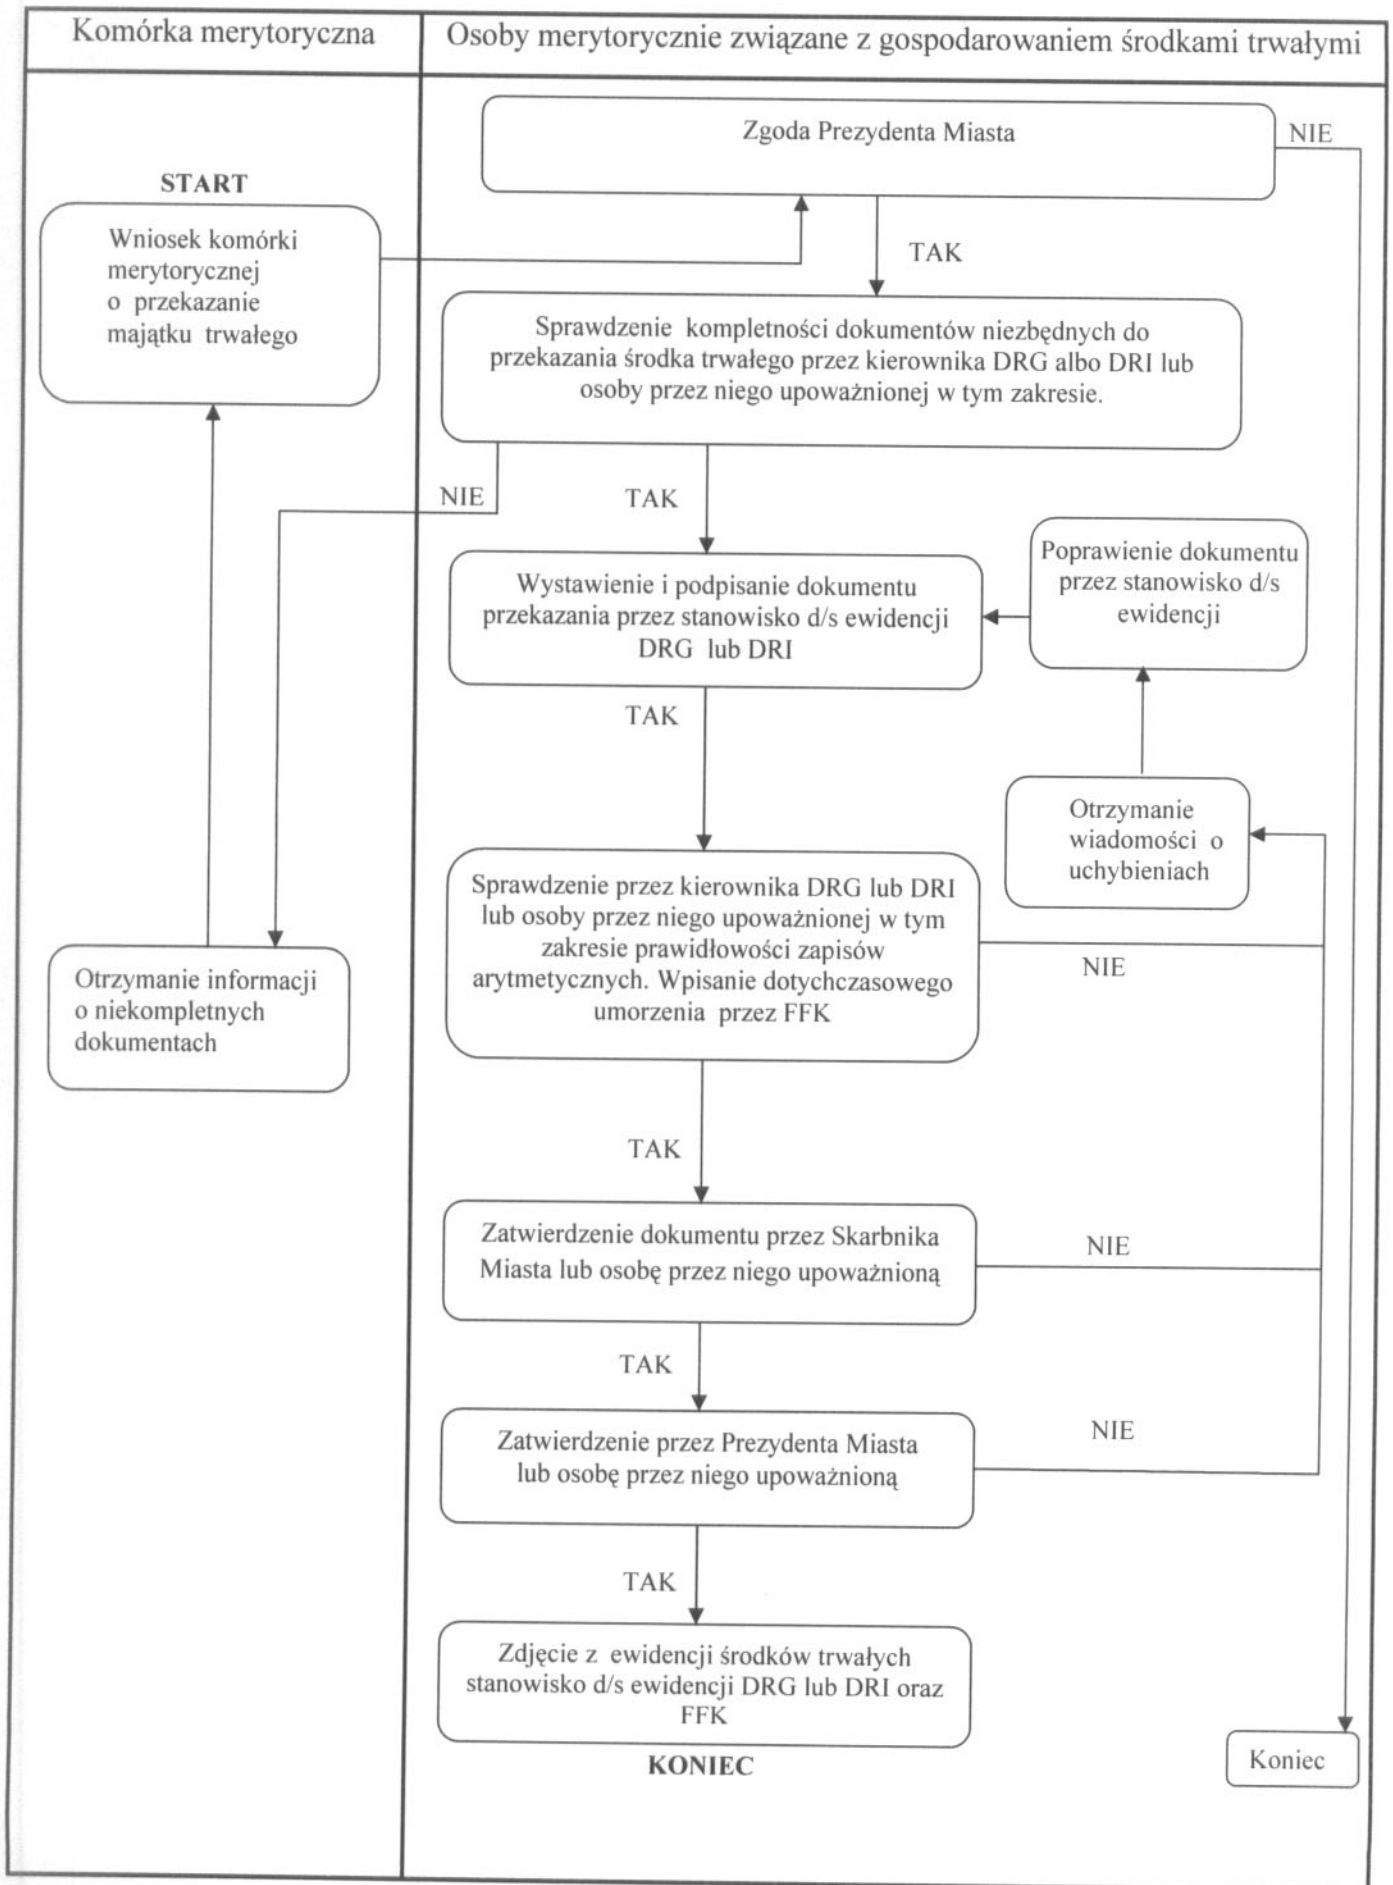 Komórka merytoryczna
Osoby merytorycznie związane z gospodarowaniem środkami trwałymi
Zgoda Prezydenta Miasta
NIE
START
Wniosek komórki
merytorycznej
o przekazanie
majątku trwałego
TAK
Sprawdzenie kompletności dokumentów niezbędnych do
przekazania środka trwałego przez kierownika DRG albo DRI lub
osoby przez niego upoważnionej w tym zakresie.
NIE
TAK
Wystawienie i podpisanie dokumentu
przekazania przez stanowisko d/s ewidencji
DRG lub DRI
Poprawienie dokumentu
przez stanowisko d/s
ewidencji
TAK
Otrzymanie
wiadomości o
uchybieniach
Sprawdzenie przez kierownika DRG lub DRI
lub osoby przez niego upoważnionej w tym
zakresie prawidłowości zapisów
arytmetycznych. Wpisanie dotychczasowego
umorzenia przez FFK
NIE
Otrzymanie informacji
o niekompletnych
dokumentach
TAK
Zatwierdzenie dokumentu przez Skarbnika
Miasta lub osobę przez niego upoważnioną
NIE
TAK
Zatwierdzenie przez Prezydenta Miasta
lub osobę przez niego upoważnioną
NIE
TAK
Zdjęcie z ewidencji środków trwałych
stanowisko d/s ewidencji DRG lub DRI oraz
FFK
KONIEC
Koniec